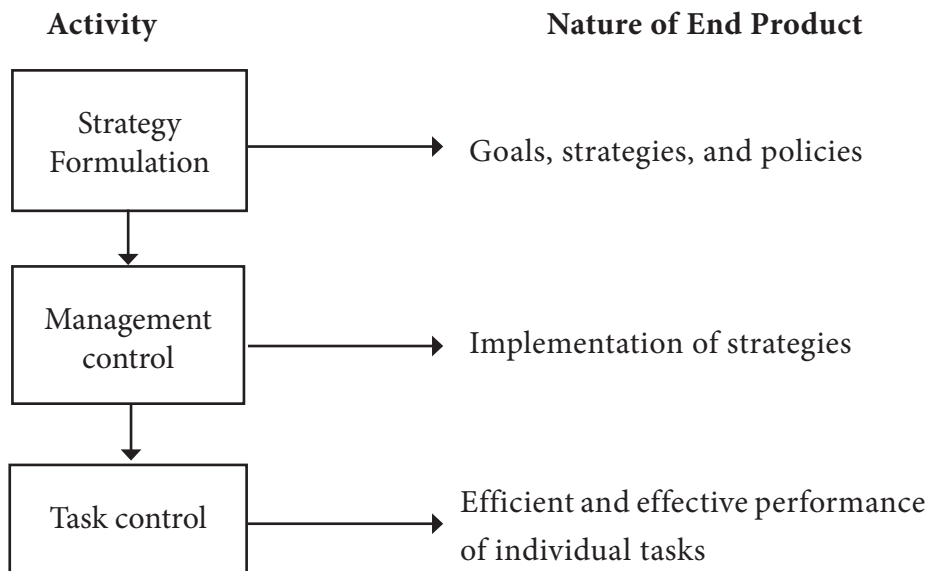 Activity
Nature of End Product
Strategy
Formulation
Goals, strategies, and policies
Management
control
Implementation of strategies
Task control
Efficient and effective performance
of individual tasks